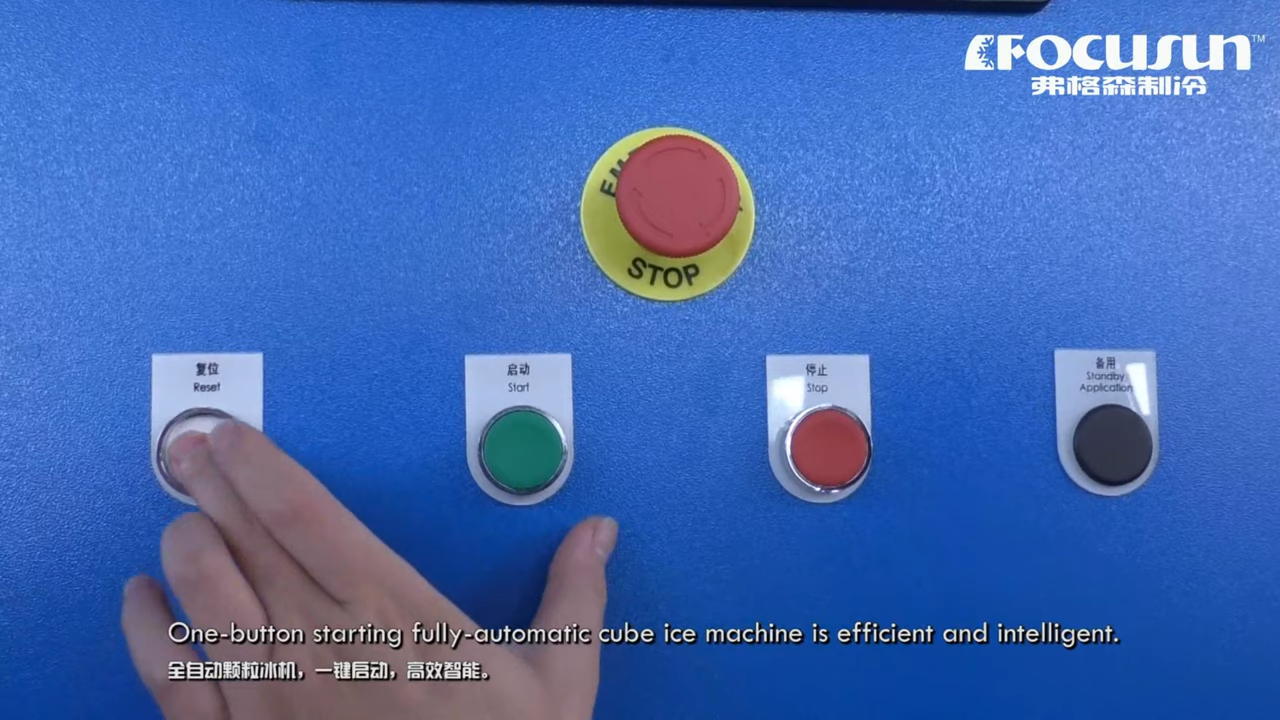 FOCUSUN™
弗格森制冷
STOP
复位
Reset
启动
Start
停止
Stop
备用
Standby
Application
One-button starting fully-automatic cube ice machine is efficient and intelligent.
全自动颗粒冰机，一键启动，高效智能。